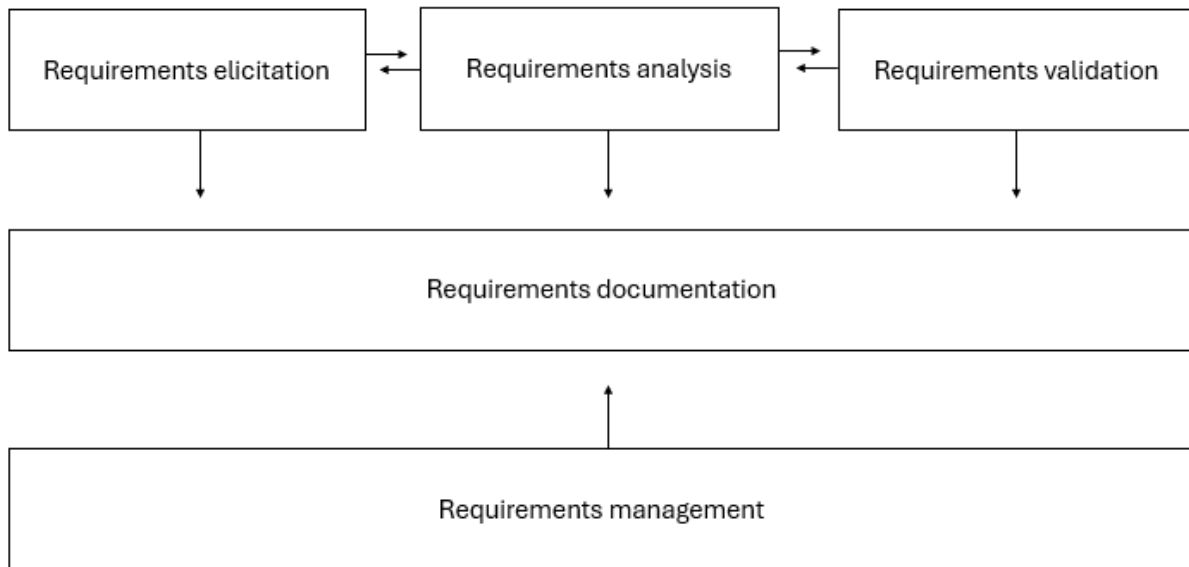 Requirements elicitation
Requirements analysis
Requirements validation
Requirements documentation
Requirements management